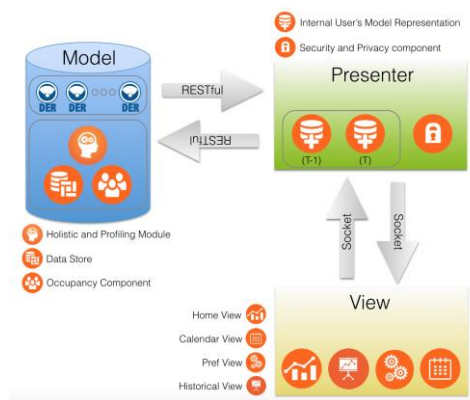 Internal User's Model Representation
Security and Privacy component
Model
DER DER DER
RESTful
RESTful
Presenter
(T-1) (T)
Holistic and Profiling Module
Data Store
Occupancy Component
Socket
Socket
Home View
Calendar View
Pref View
Historical View
View